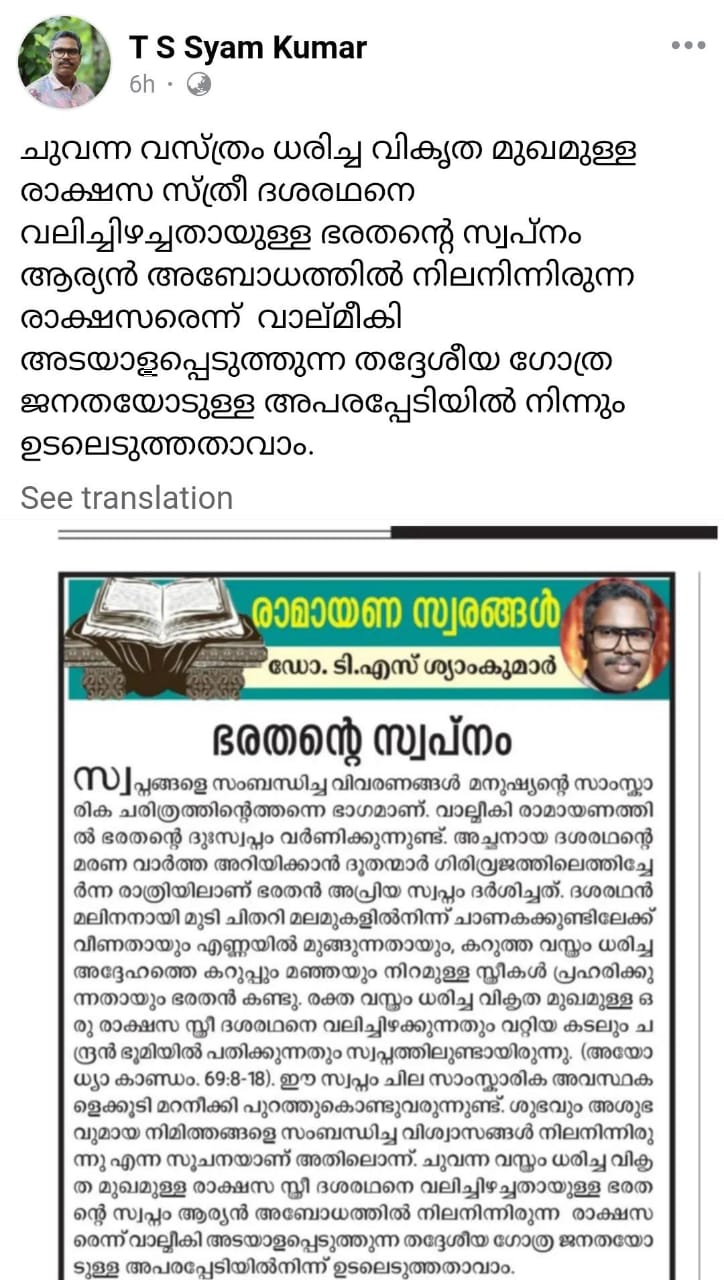 T S Syam Kumar
6h
ചുവന്ന വസ്ത്രം ധരിച്ച വികൃത മുഖമുള്ള
രാക്ഷസ സ്ത്രീ ദശരഥനെ
വലിച്ചിഴച്ചതായുള്ള ഭരതന്റെ സ്വപ്നം
ആര്യൻ അബോധത്തിൽ നിലനിന്നിരുന്ന
രാക്ഷസരെന്ന് വാല്മീകി
അടയാളപ്പെടുത്തുന്ന തദ്ദേശീയ ഗോത്ര
ജനതയോടുള്ള അപരപ്പേടിയിൽ നിന്നും
ഉടലെടുത്തതാവാം.
See translation
രാമായണ സ്വരങ്ങൾ
ഡോ. ടി.എസ് ശ്യാംകുമാർ
ഭരതന്റെ സ്വപ്നം
സ്വപ്നങ്ങളെ സംബന്ധിച്ച വിവരണങ്ങൾ മനുഷ്യന്റെ സാംസ്കാ
രിക ചരിത്രത്തിന്റെത്തന്നെ ഭാഗമാണ്. വാല്മീകി രാമായണത്തി
ൽ ഭരതന്റെ ദുഃസ്വപ്നം വർണിക്കുന്നുണ്ട്. അച്ഛനായ ദശരഥന്റെ
മരണ വാർത്ത അറിയിക്കാൻ ദൂതന്മാർ ഗിരിവ്രജത്തിലെത്തിച്ചേ
ർന്ന രാത്രിയിലാണ് ഭരതൻ അപ്രിയ സ്വപ്നം ദർശിച്ചത്. ദശരഥൻ
മലിനനായി മുടി ചിതറി മലമുകളിൽനിന്ന് ചാണകക്കുണ്ടിലേക്ക്
വീണതായും എണ്ണയിൽ മുങ്ങുന്നതായും, കറുത്ത വസ്ത്രം ധരിച്ച
അദ്ദേഹത്തെ കറുപ്പും മഞ്ഞയും നിറമുള്ള സ്ത്രീകൾ പ്രഹരിക്കു
ന്നതായും ഭരതൻ കണ്ടു. രക്ത വസ്ത്രം ധരിച്ച വികൃത മുഖമുള്ള ഒ
രു രാക്ഷസ സ്ത്രീ ദശരഥനെ വലിച്ചിഴക്കുന്നതും വറ്റിയ കടലും ച
ന്ദ്രൻ ഭൂമിയിൽ പതിക്കുന്നതും സ്വപ്നത്തിലുണ്ടായിരുന്നു. (അയോ
ധ്യാ കാണ്ഡം. 69:8-18). ഈ സ്വപ്നം ചില സാംസ്കാരിക അവസ്ഥക
ളെക്കൂടി മറനീക്കി പുറത്തുകൊണ്ടുവരുന്നുണ്ട്. ശുഭവും അശുഭ
വുമായ നിമിത്തങ്ങളെ സംബന്ധിച്ച വിശ്വാസങ്ങൾ നിലനിന്നിരു
ന്നു എന്ന സൂചനയാണ് അതിലൊന്ന്. ചുവന്ന വസ്ത്രം ധരിച്ച വികൃ
ത മുഖമുള്ള രാക്ഷസ സ്ത്രീ ദശരഥനെ വലിച്ചിഴച്ചതായുള്ള ഭരത
ന്റെ സ്വപ്നം ആര്യൻ അബോധത്തിൽ നിലനിന്നിരുന്ന രാക്ഷസ
രെന്ന് വാല്മീകി അടയാളപ്പെടുത്തുന്ന തദ്ദേശീയ ഗോത്ര ജനതയോ
ടുള്ള അപരപ്പേടിയിൽനിന്ന് ഉടലെടുത്തതാവാം.